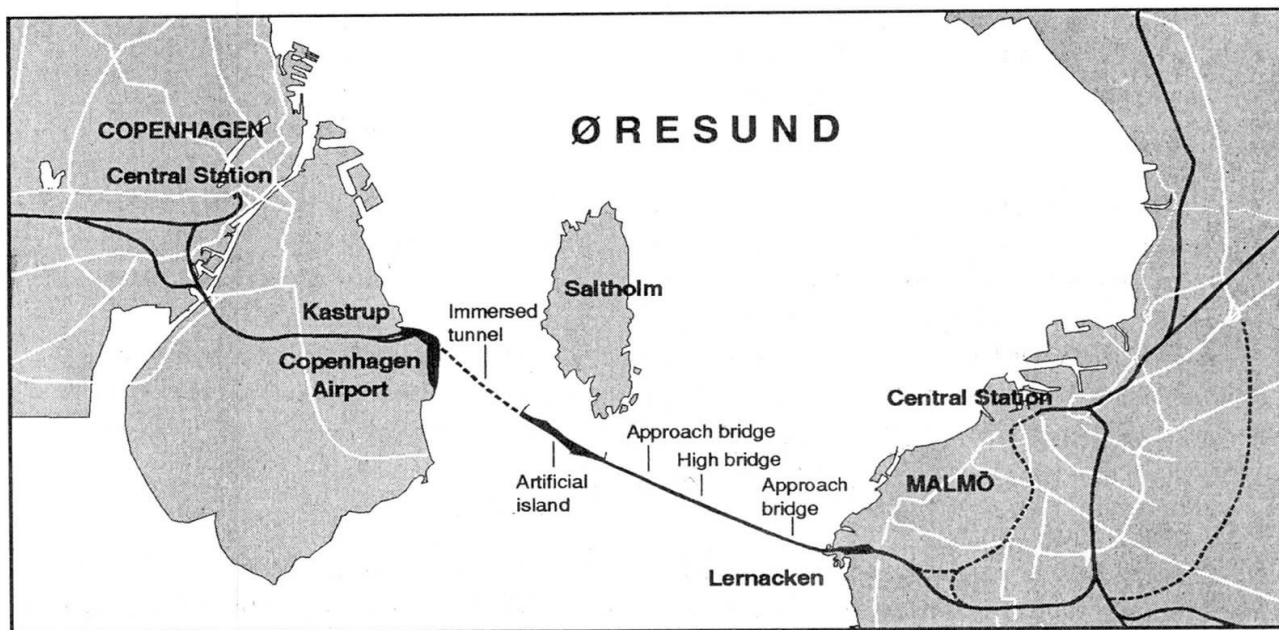 ØRESUND
COPENHAGEN
Central Station
Saltholm
Kastrup
Immersed
tunnel
Copenhagen
Airport
Central Station
Approach bridge
High bridge
Artificial
island
Approach
bridge
MALMÖ
Lernacken